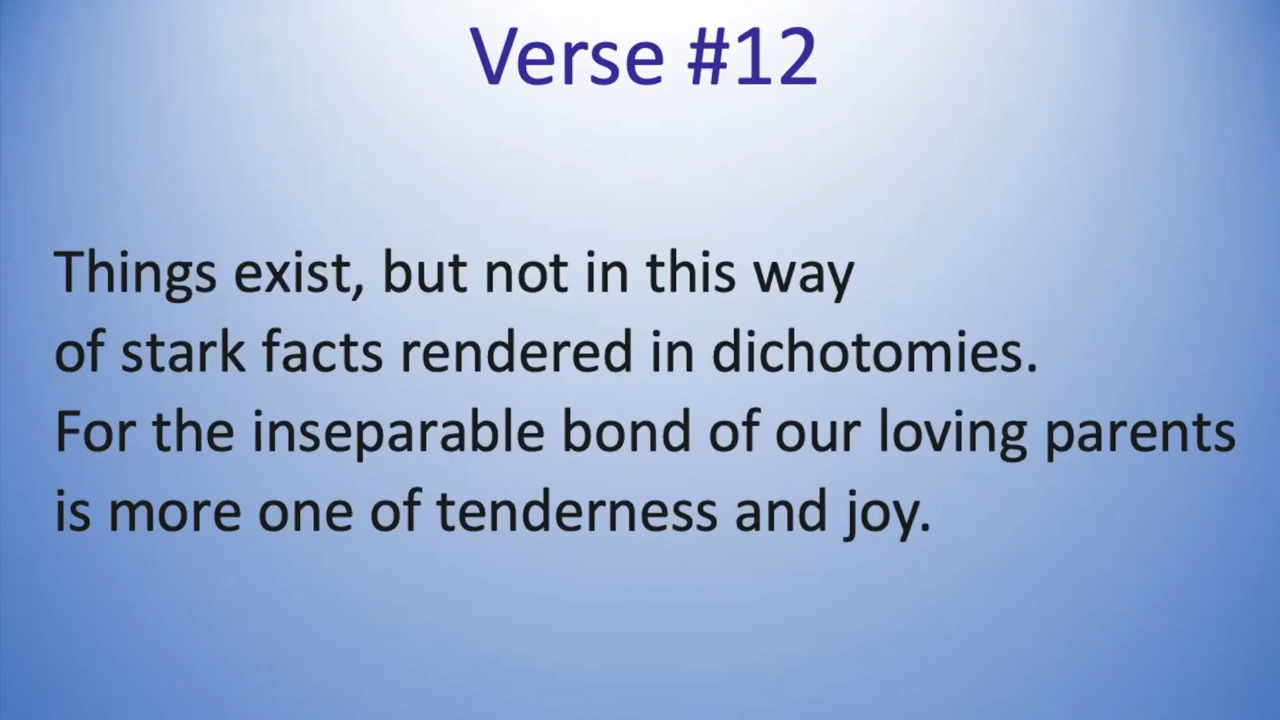 Verse #12
Things exist, but not in this way
of stark facts rendered in dichotomies.
For the inseparable bond of our loving parents
is more one of tenderness and joy.